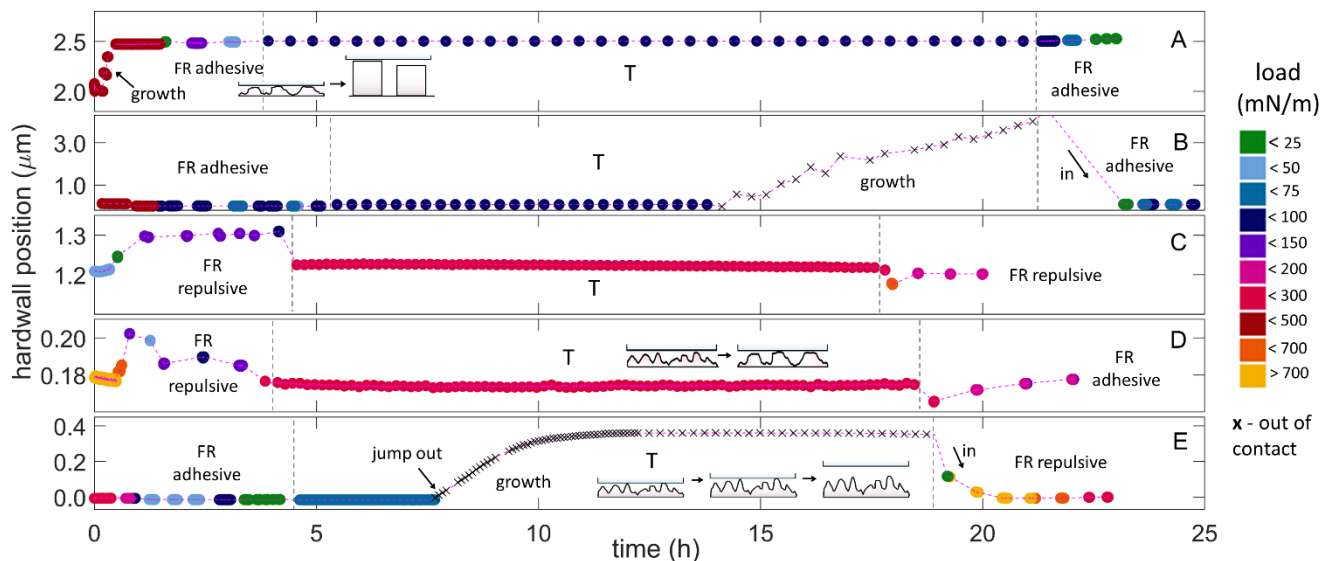 hardwall position (μm)
2.5
2.0
FR adhesive
growth
T
FR
adhesive
A
3.0
1.0
FR adhesive
T
growth
in
FR
adhesive
B
1.3
1.2
FR
repulsive
T
FR repulsive
C
0.20
0.18
FR
repulsive
T
FR
adhesive
D
0.4
0.2
0.0
FR
adhesive
jump out
growth
T
in
FR repulsive
E
0
5
10
15
20
25
time (h)
load
(mN/m)
< 25
< 50
< 75
< 100
< 150
< 200
< 300
< 500
< 700
> 700
x - out of
contact